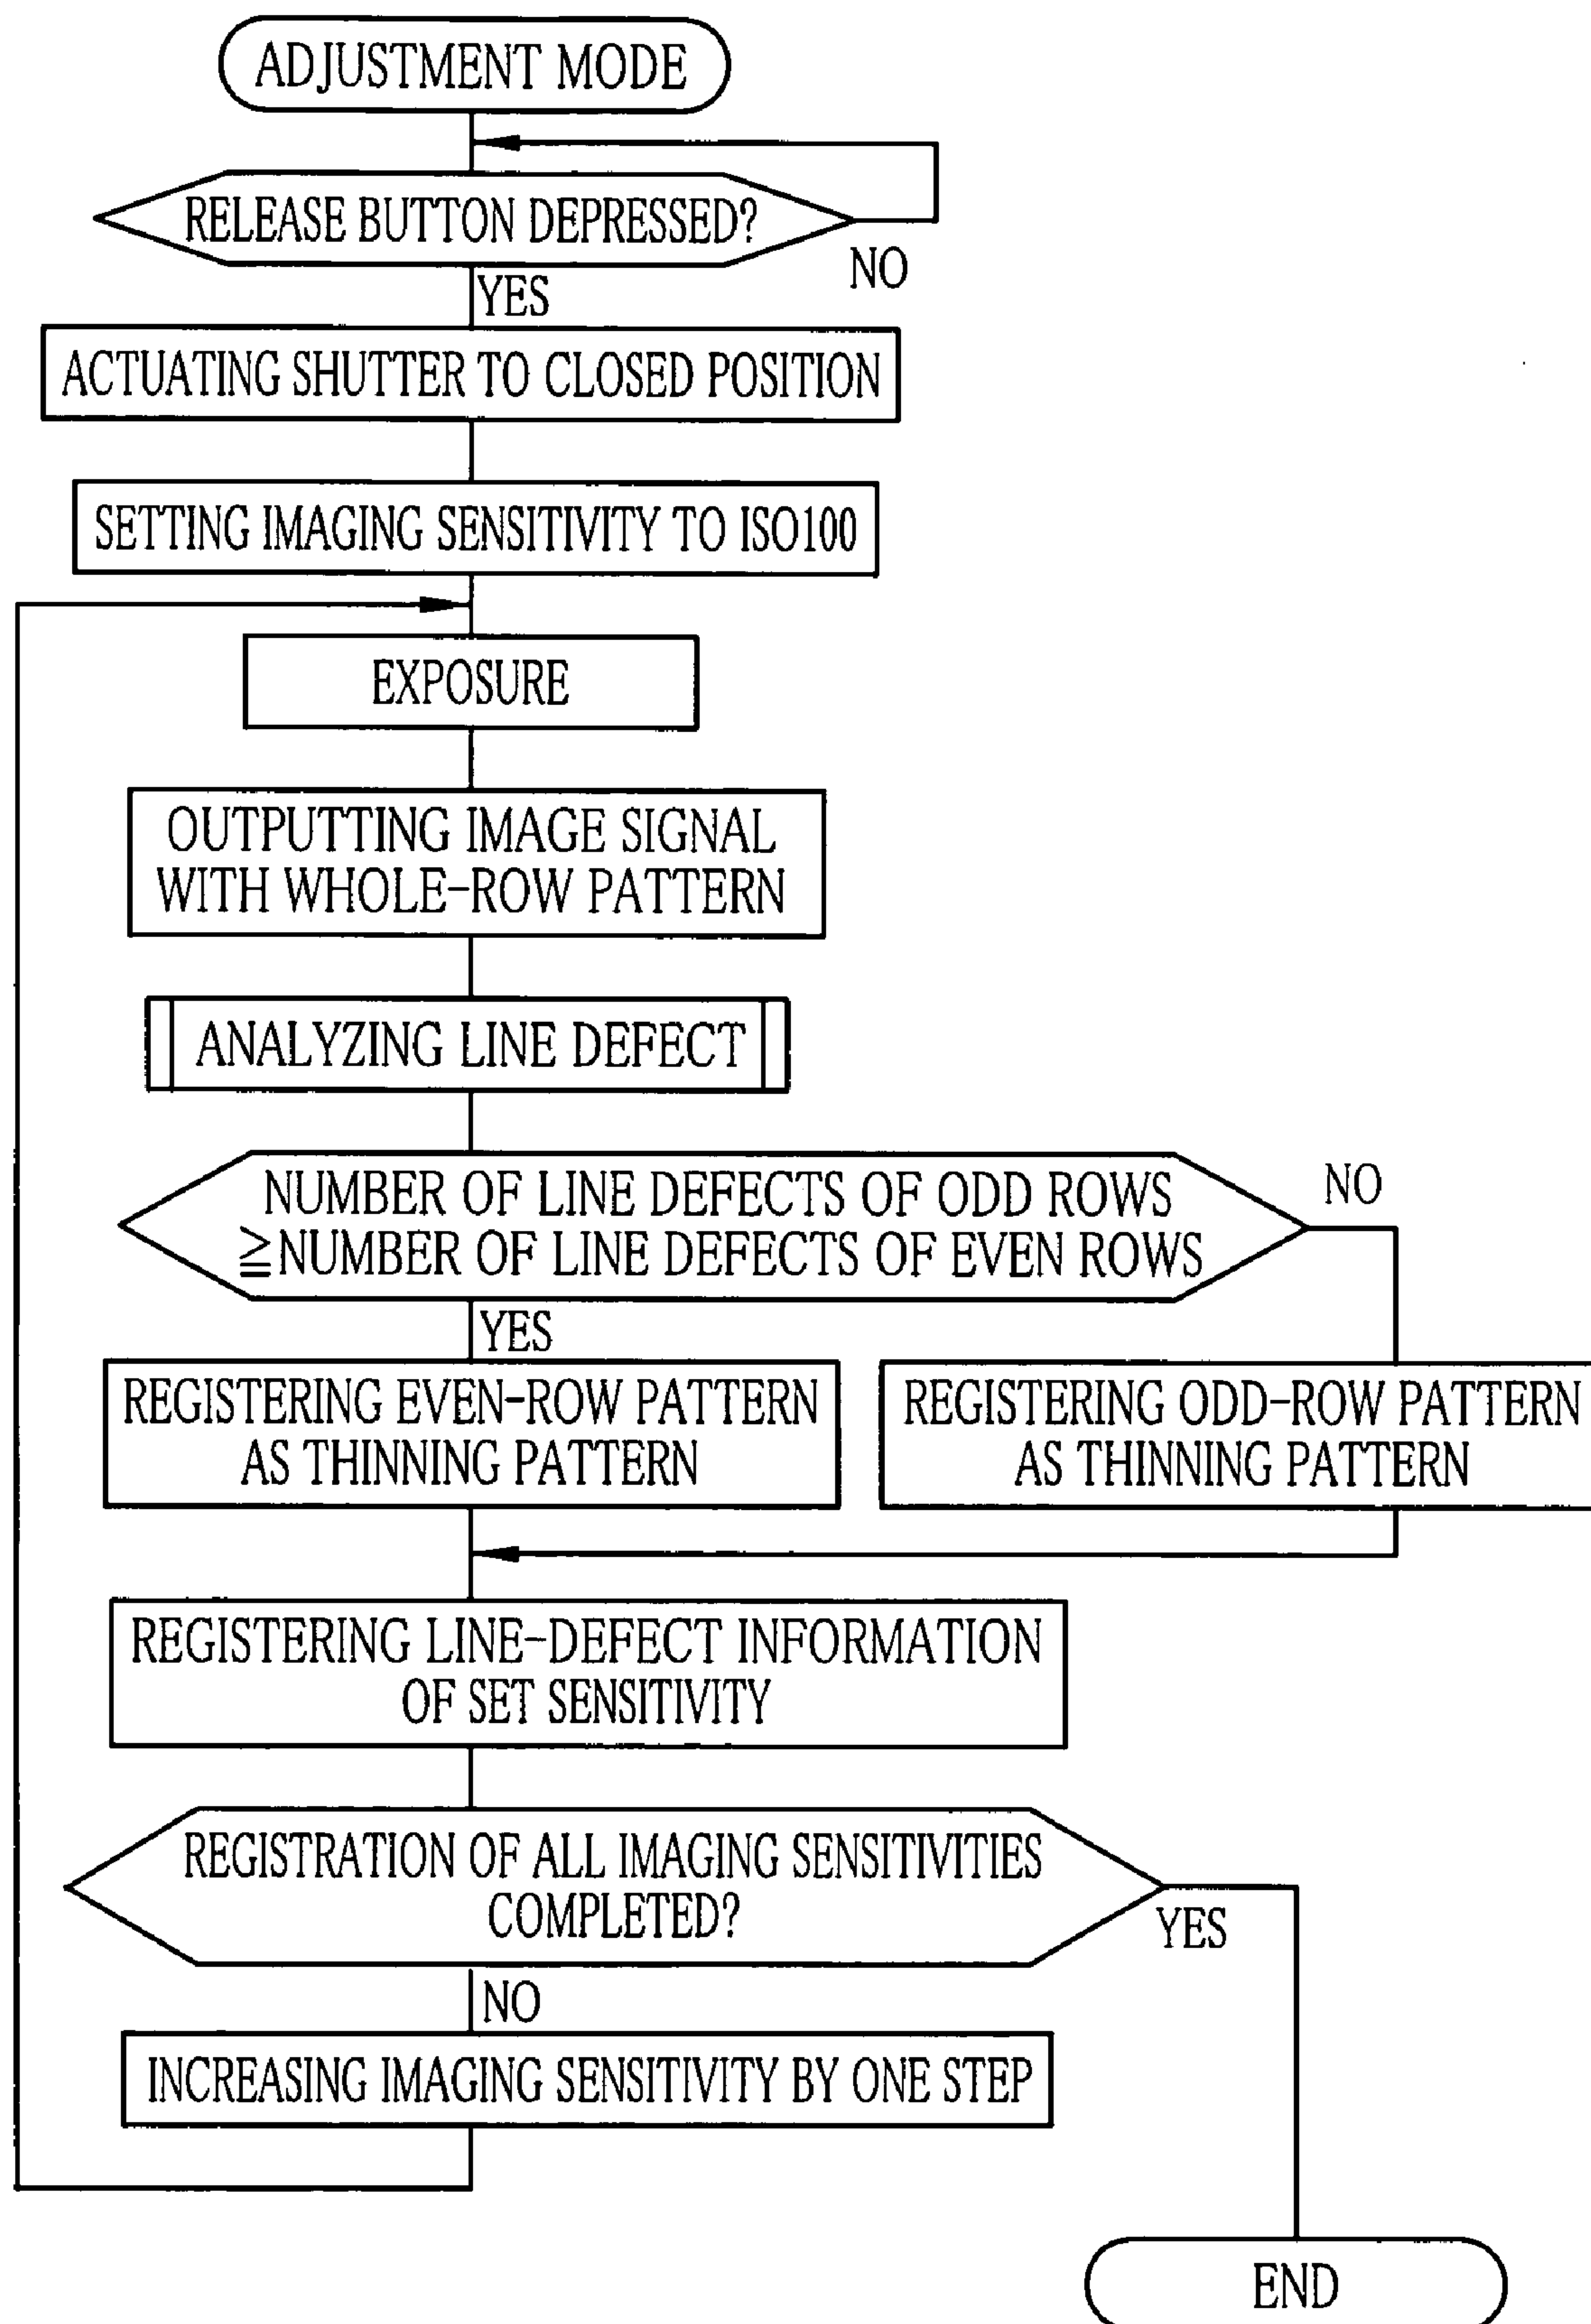 ADJUSTMENT MODE
RELEASE BUTTON DEPRESSED?
NO
YES
ACTUATING SHUTTER TO CLOSED POSITION
SETTING IMAGING SENSITIVITY TO ISO100
EXPOSURE
OUTPUTTING IMAGE SIGNAL
WITH WHOLE-ROW PATTERN
ANALYZING LINE DEFECT
NUMBER OF LINE DEFECTS OF ODD ROWS
≧NUMBER OF LINE DEFECTS OF EVEN ROWS
NO
YES
REGISTERING EVEN-ROW PATTERN
AS THINNING PATTERN
REGISTERING ODD-ROW PATTERN
AS THINNING PATTERN
REGISTERING LINE-DEFECT INFORMATION
OF SET SENSITIVITY
REGISTRATION OF ALL IMAGING SENSITIVITIES
COMPLETED?
YES
NO
INCREASING IMAGING SENSITIVITY BY ONE STEP
END